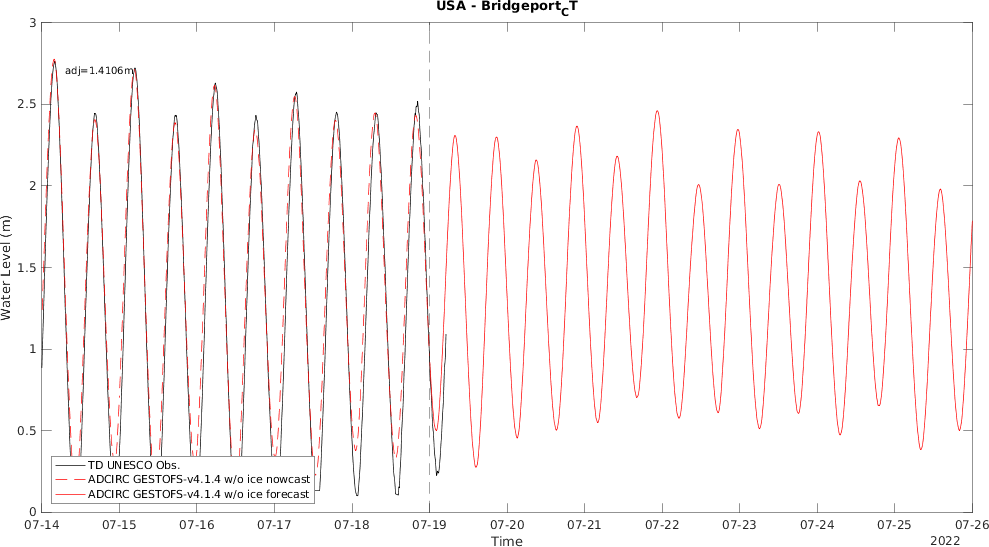 USA - Bridgeport_CT
adj=1.4106m
3
2.5
2
1.5
1
0.5
0
Water Level (m)
TD UNESCO Obs.
ADCIRC GESTOFS-v4.1.4 w/o ice nowcast
ADCIRC GESTOFS-v4.1.4 w/o ice forecast
07-14 07-15 07-16 07-17 07-18 07-19 07-20 07-21 07-22 07-23 07-24 07-25 07-26
Time
2022